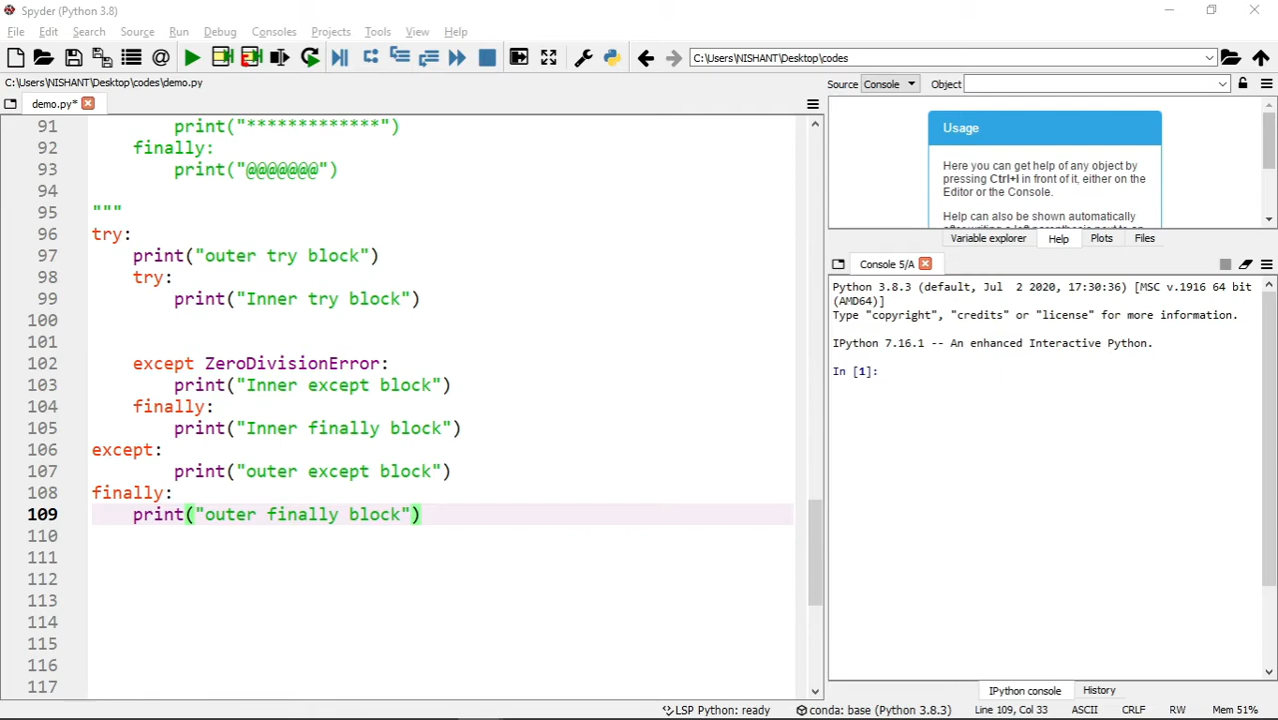 Spyder (Python 3.8)
File Edit Search Source Run Debug Consoles Projects Tools View Help
C:\Users\NISHANT\Desktop\codes
C:\Users\NISHANT\Desktop\codes\demo.py
demo.py*
91 print("*************")
92 finally:
93 print("@@@@@@@")
94
95 """
96 try:
97 print("outer try block")
98 try:
99 print("Inner try block")
100
101
102 except ZeroDivisionError:
103 print("Inner except block")
104 finally:
105 print("Inner finally block")
106 except:
107 print("outer except block")
108 finally:
109 print("outer finally block")
110
111
112
113
114
115
116
117
Source Console Object
Usage
Here you can get help of any object by
pressing Ctrl+I in front of it, either on the
Editor or the Console.
Help can also be shown automatically
Variable explorer Help Plots Files
Console 5/A
Python 3.8.3 (default, Jul 2 2020, 17:30:36) [MSC v.1916 64 bit
(AMD64)]
Type "copyright", "credits" or "license" for more information.
IPython 7.16.1 -- An enhanced Interactive Python.
In [1]:
IPython console History
LSP Python: ready conda: base (Python 3.8.3) Line 109, Col 33 ASCII CRLF RW Mem 51%